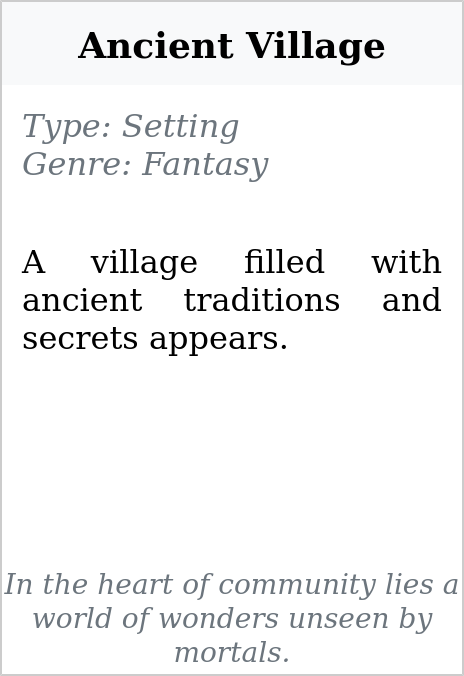 Ancient Village
Type: Setting
Genre: Fantasy
A village filled with
ancient traditions and
secrets appears.
In the heart of community lies a
world of wonders unseen by
mortals.